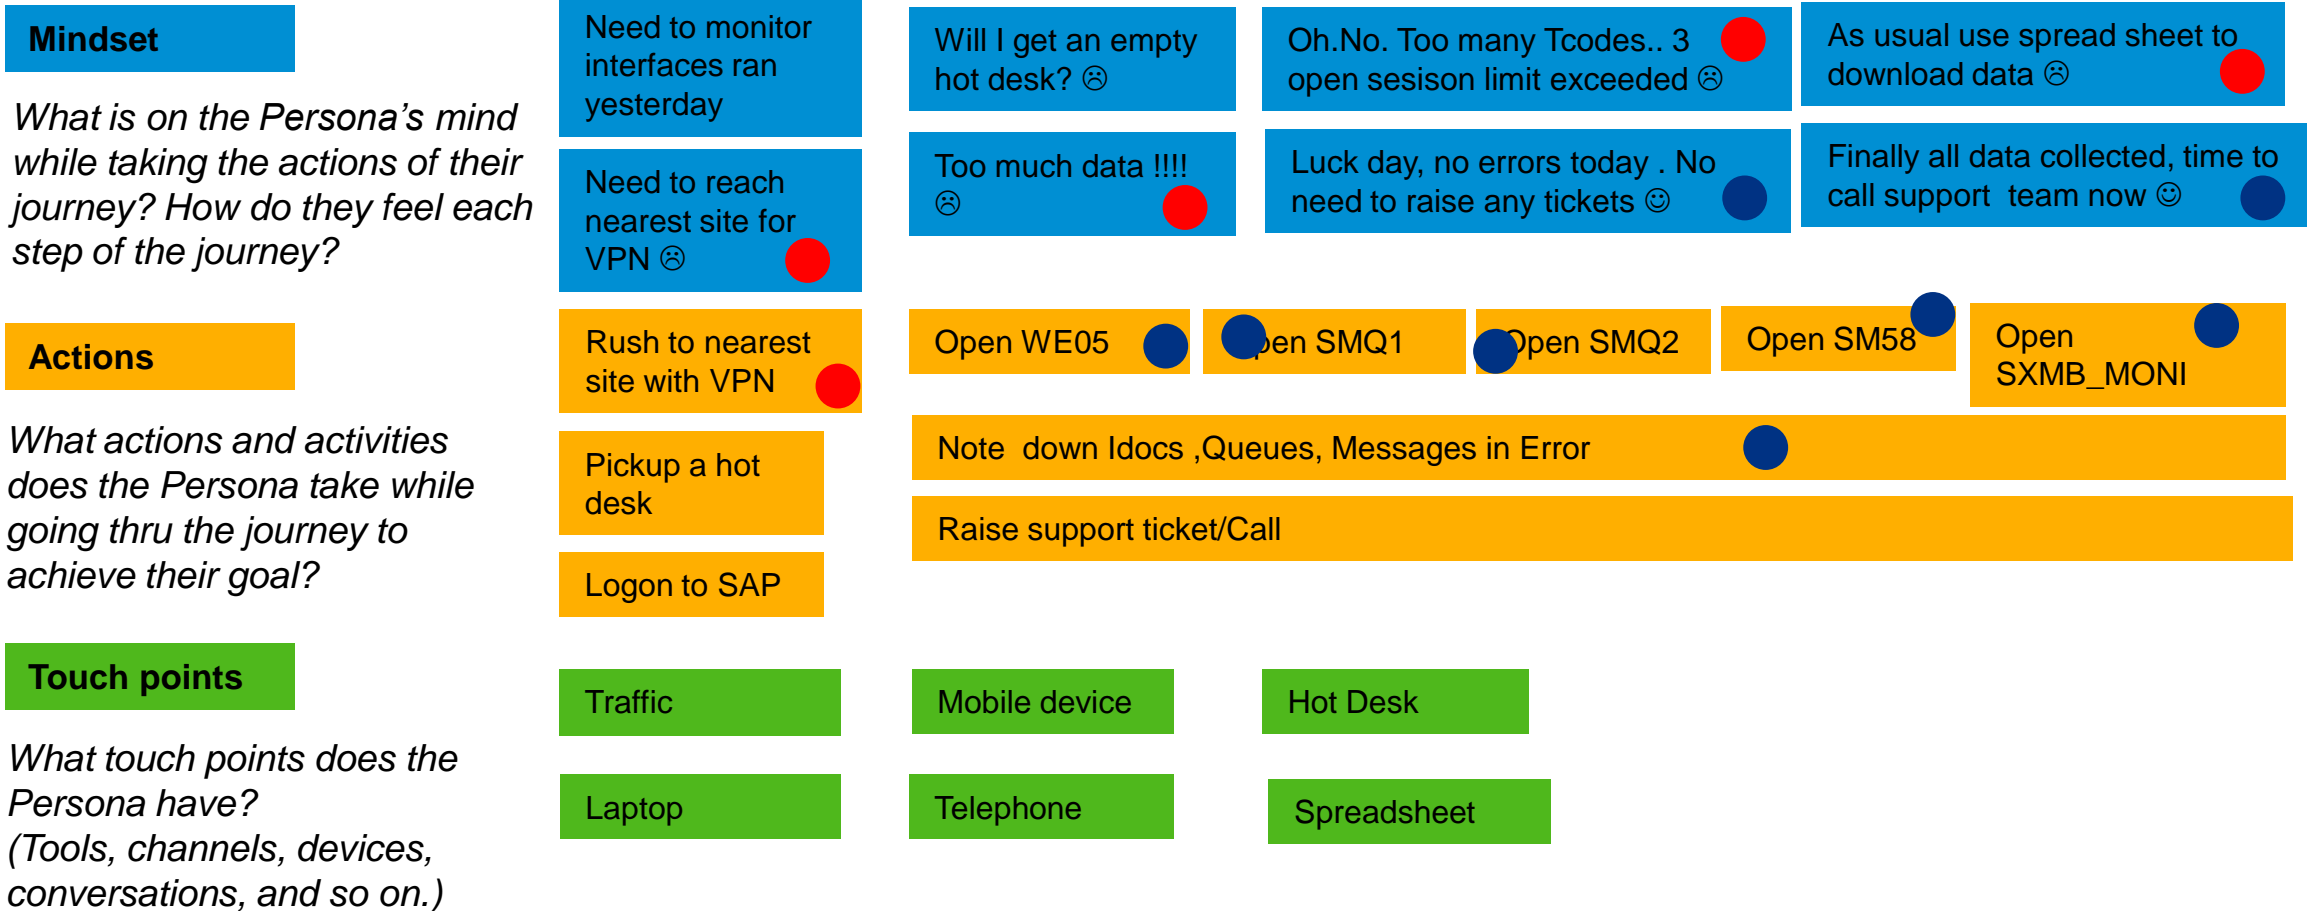 Mindset
What is on the Persona's mind
while taking the actions of their
journey? How do they feel each
step of the journey?
Need to monitor
interfaces ran
yesterday
Will I get an empty
hot desk? ☹
Oh.No. Too many Tcodes.. 3
open sesison limit exceeded ☹
As usual use spread sheet to
download data ☹
Need to reach
nearest site for
VPN ☹
Too much data !!!!
☹
Luck day, no errors today . No
need to raise any tickets ☺
Finally all data collected, time to
call support team now ☺
Actions
What actions and activities
does the Persona take while
going thru the journey to
achieve their goal?
Rush to nearest
site with VPN
Open WE05
Open SMQ1
Open SMQ2
Open SM58
Open
SXMB_MONI
Pickup a hot
desk
Note down Idocs ,Queues, Messages in Error
Logon to SAP
Raise support ticket/Call
Touch points
What touch points does the
Persona have?
(Tools, channels, devices,
conversations, and so on.)
Traffic
Mobile device
Hot Desk
Laptop
Telephone
Spreadsheet